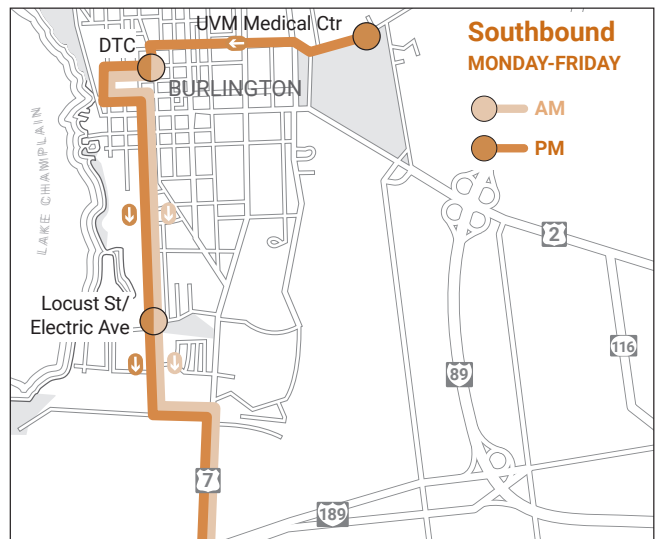 Southbound
MONDAY-FRIDAY
AM
PM
UVM Medical Ctr
DTC
BURLINGTON
LAKE CHAMPLAIN
2
Locust St/
Electric Ave
116
89
7
189